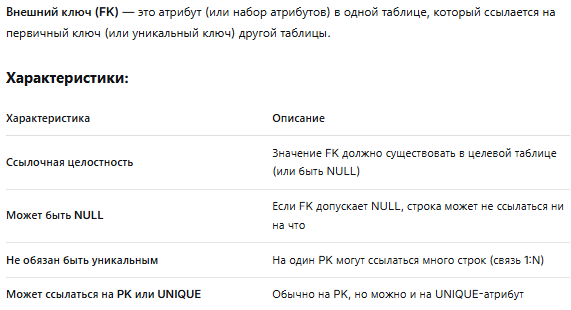 Внешний ключ (FK) — это атрибут (или набор атрибутов) в одной таблице, который ссылается на
первичный ключ (или уникальный ключ) другой таблицы.
Характеристики:
Характеристика Описание
Ссылочная целостность Значение FK должно существовать в целевой таблице
(или быть NULL)
Может быть NULL Если FK допускает NULL, строка может не ссылаться ни
на что
Не обязан быть уникальным На один PK могут ссылаться много строк (связь 1:N)
Может ссылаться на PK или UNIQUE Обычно на PK, но можно и на UNIQUE-атрибут